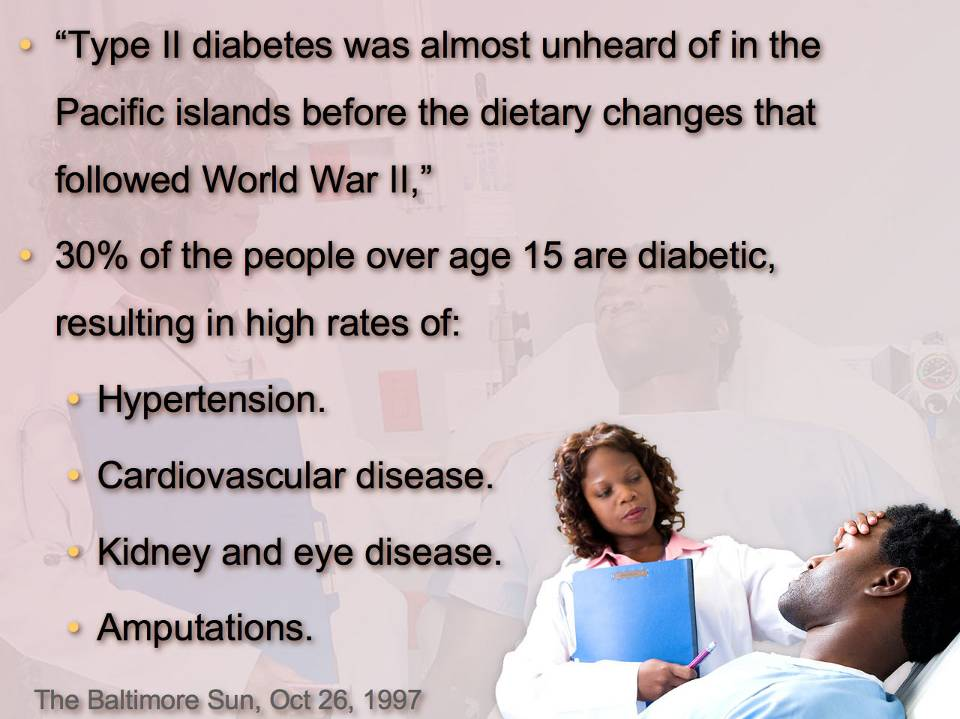 • “Type II diabetes was almost unheard of in the
Pacific islands before the dietary changes that
followed World War II,”
• 30% of the people over age 15 are diabetic,
resulting in high rates of:
• Hypertension.
• Cardiovascular disease.
• Kidney and eye disease.
• Amputations.
The Baltimore Sun, Oct 26, 1997